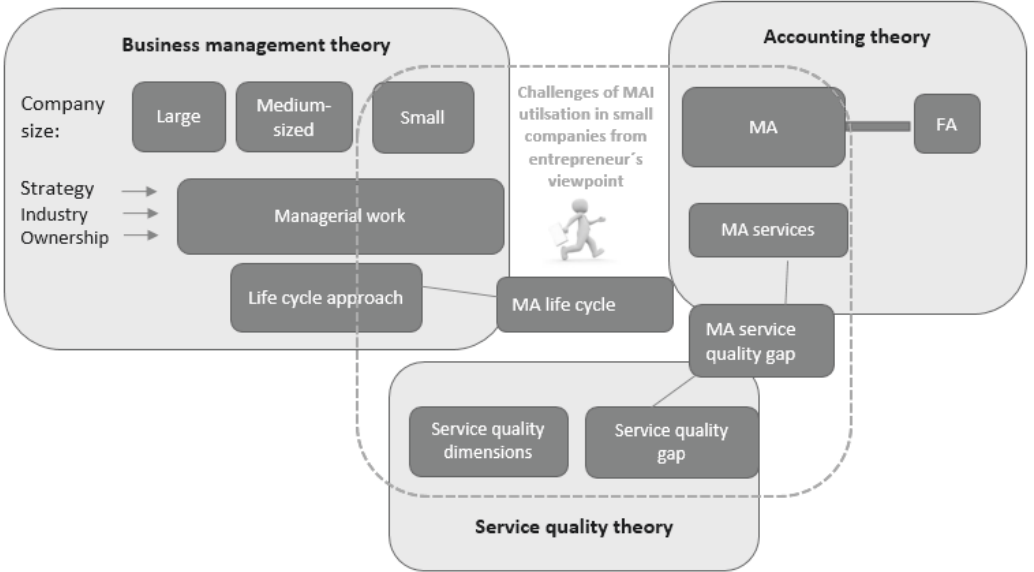 Business management theory
Company
size:
Large
Medium-
sized
Small
Strategy
Industry
Ownership
Managerial work
Life cycle approach
MA life cycle
Challenges of MAI
utilsation in small
companies from
entrepreneur´s
viewpoint
Accounting theory
MA
FA
MA services
MA service
quality gap
Service quality
dimensions
Service quality
gap
Service quality theory